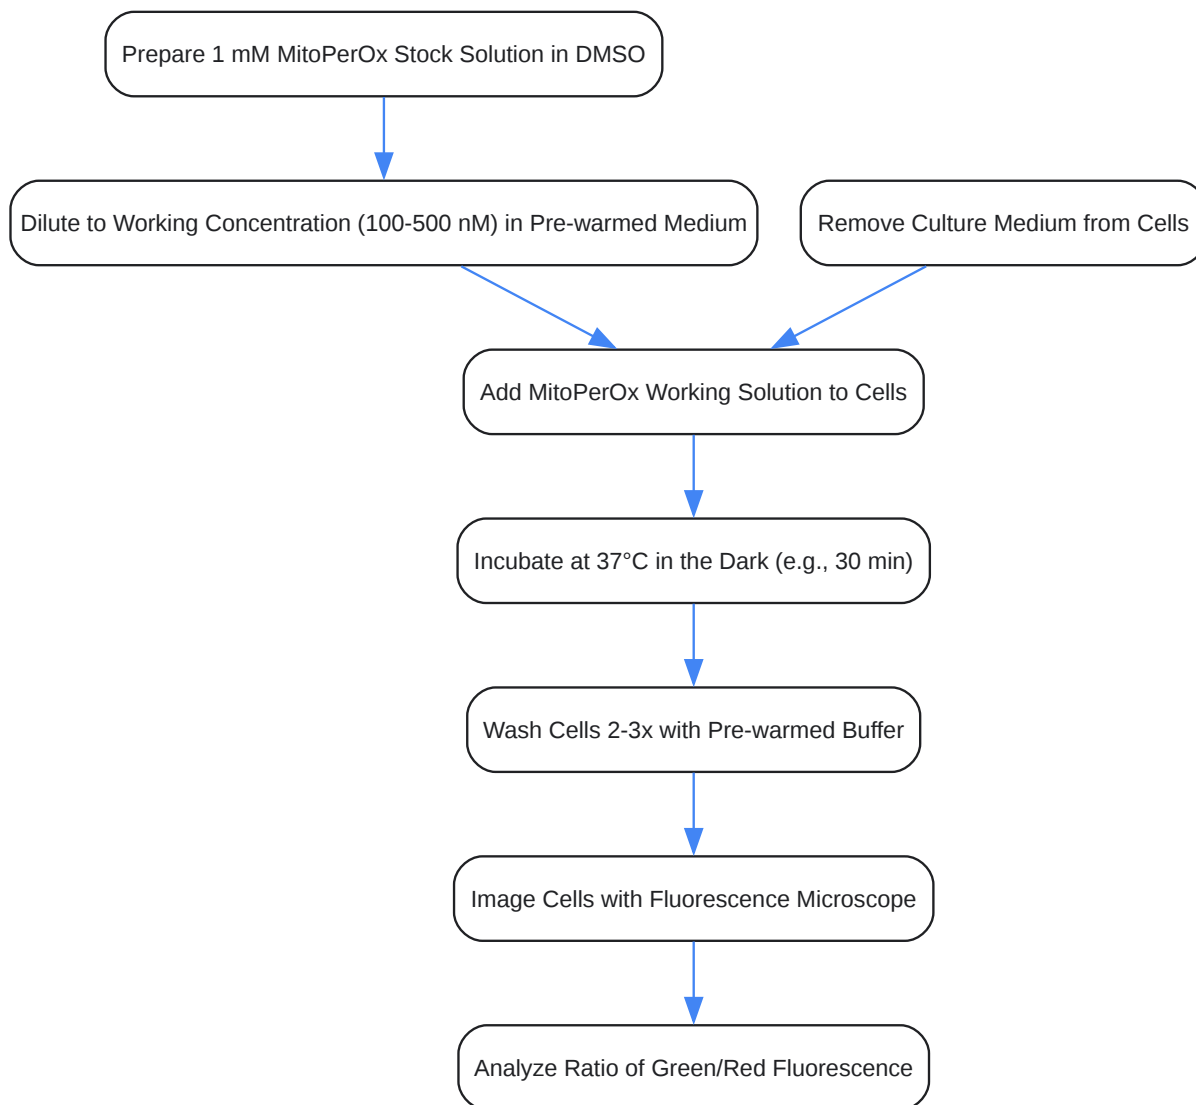 Prepare 1 mM MitoPerOx Stock Solution in DMSO
Dilute to Working Concentration (100-500 nM) in Pre-warmed Medium
Remove Culture Medium from Cells
Add MitoPerOx Working Solution to Cells
Incubate at 37°C in the Dark (e.g., 30 min)
Wash Cells 2-3x with Pre-warmed Buffer
Image Cells with Fluorescence Microscope
Analyze Ratio of Green/Red Fluorescence